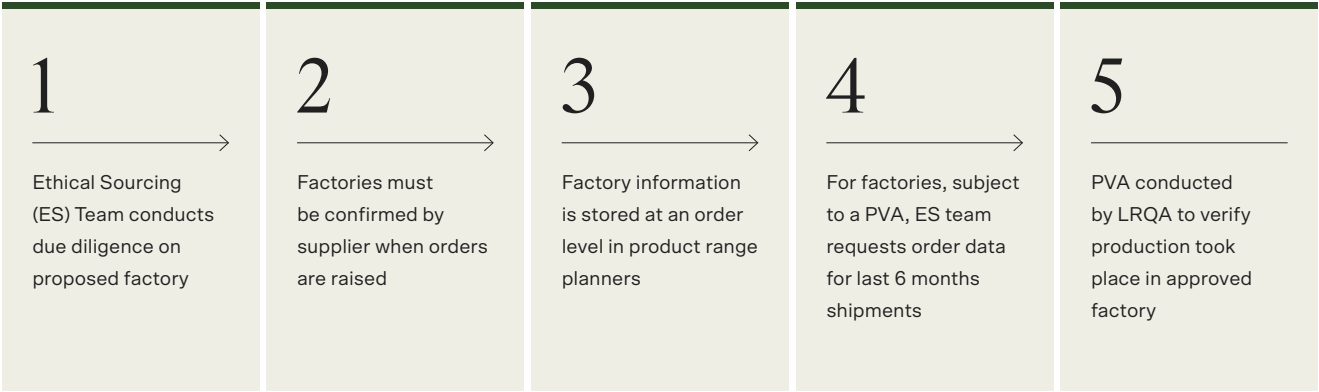 1
Ethical Sourcing
(ES) Team conducts
due diligence on
proposed factory
2
Factories must
be confirmed by
supplier when orders
are raised
3
Factory information
is stored at an order
level in product range
planners
4
For factories, subject
to a PVA, ES team
requests order data
for last 6 months
shipments
5
PVA conducted
by LRQA to verify
production took
place in approved
factory